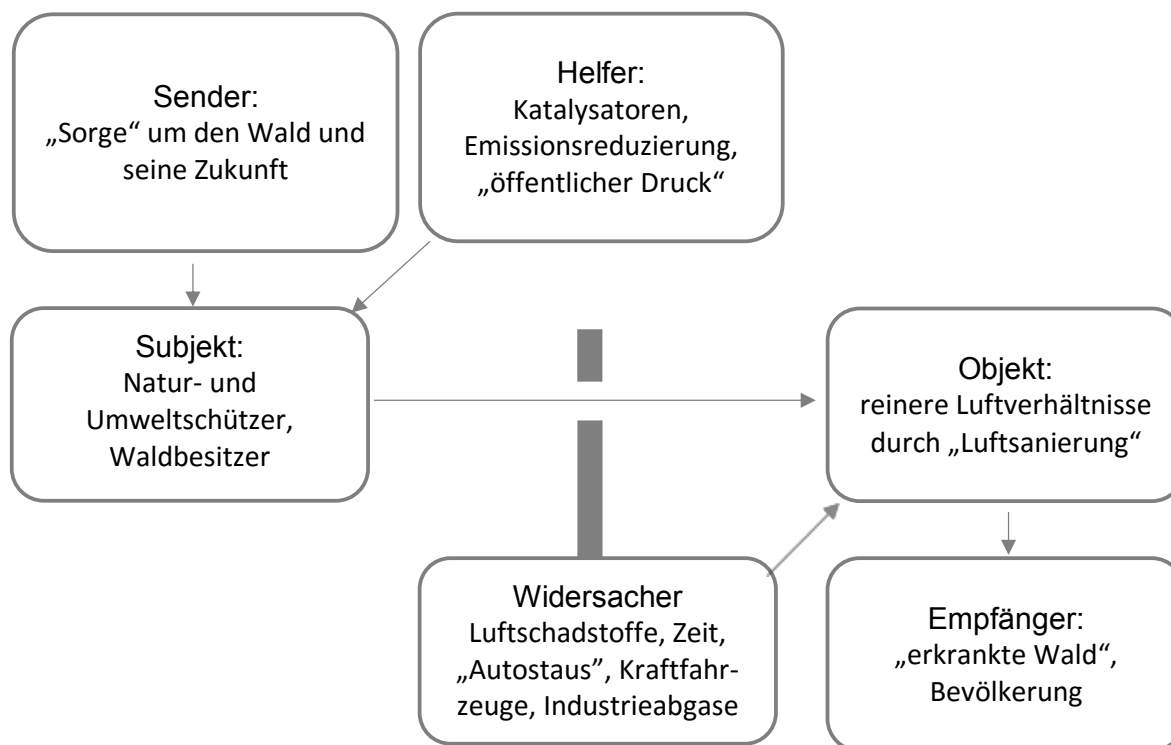 Sender:
„Sorge“ um den Wald und
seine Zukunft
Helfer:
Katalysatoren,
Emissionsreduzierung,
„öffentlicher Druck“
Subjekt:
Natur- und
Umweltschützer,
Waldbesitzer
Objekt:
reinere Luftverhältnisse
durch „Luftsanierung“
Widersacher
Luftschadstoffe, Zeit,
„Autostaus”, Kraftfahr-
zeuge, Industrieabgase
Empfänger:
„erkrankte Wald“,
Bevölkerung